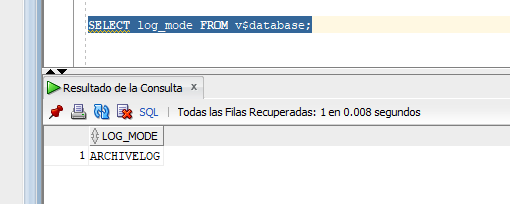 SELECT log_mode FROM v$database;
Resultado de la Consulta x
SQL | Todas las Filas Recuperadas: 1 en 0.008 segundos
LOG_MODE
1 ARCHIVELOG